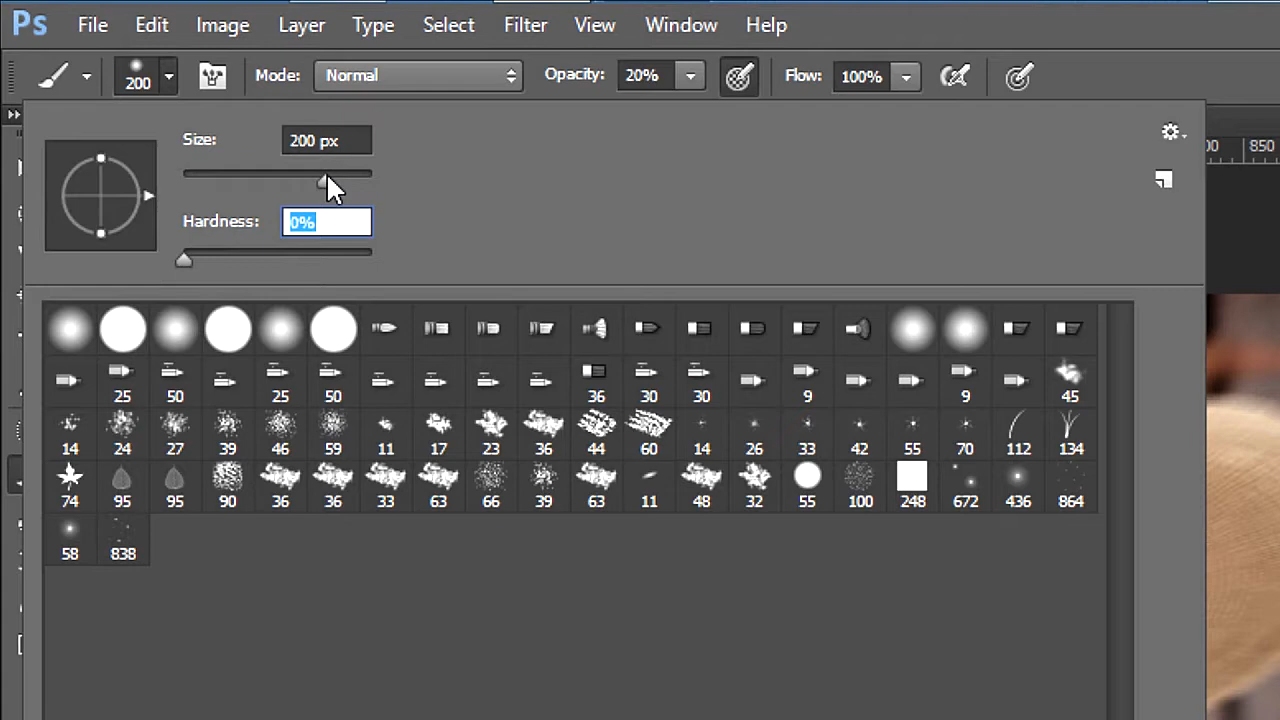 Ps File Edit Image Layer Type Select Filter View Window Help
200 Mode: Normal Opacity: 20% Flow: 100%
Size: 200 px
850
Hardness: 0%
25 50 25 50 36 30 30 9 9 45
14 24 27 39 46 59 11 17 23 36 44 60 14 26 33 42 55 70 112 134
74 95 95 90 36 36 33 63 66 39 63 11 48 32 55 100 248 672 436 864
58 838